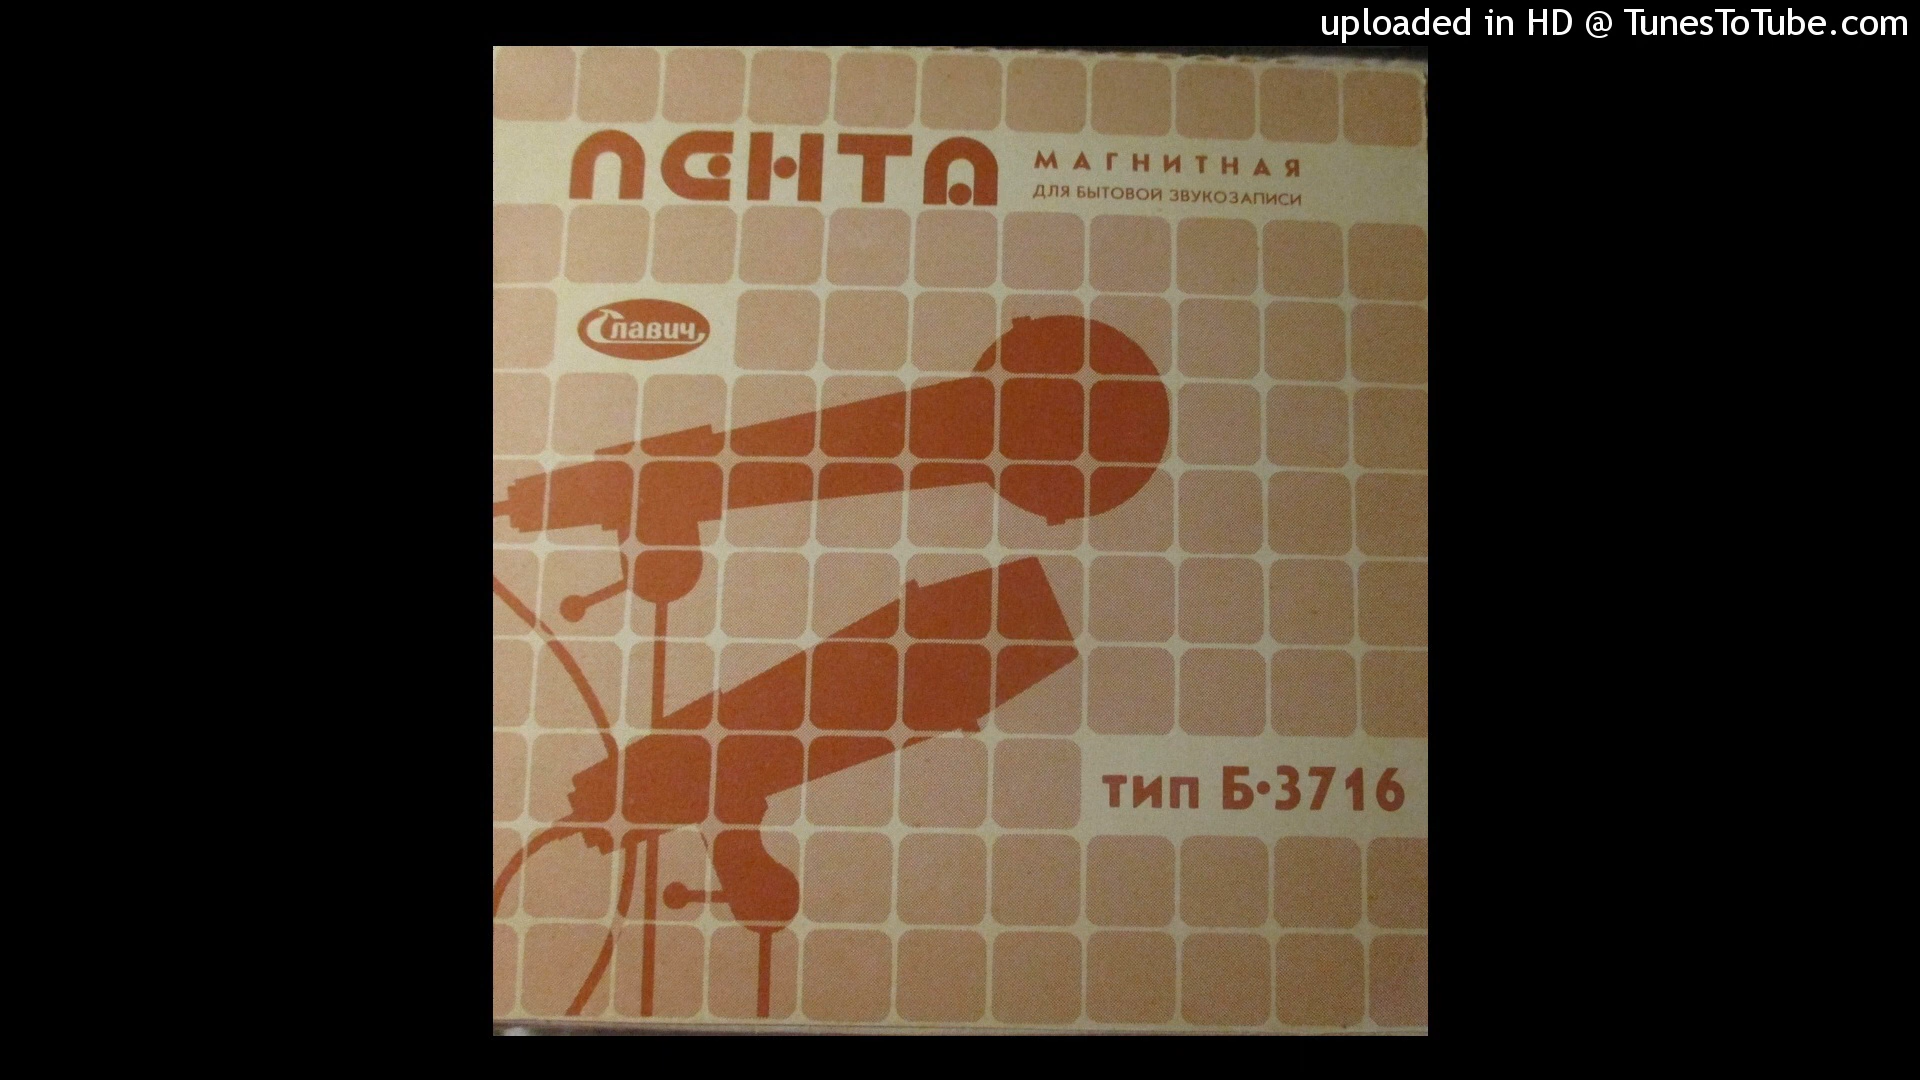 uploaded in HD @ TunesToTube.com
ЛЕНТА
МАГНИТНАЯ
ДЛЯ БЫТОВОЙ ЗВУКОЗАПИСИ
Славич
тип Б•3716